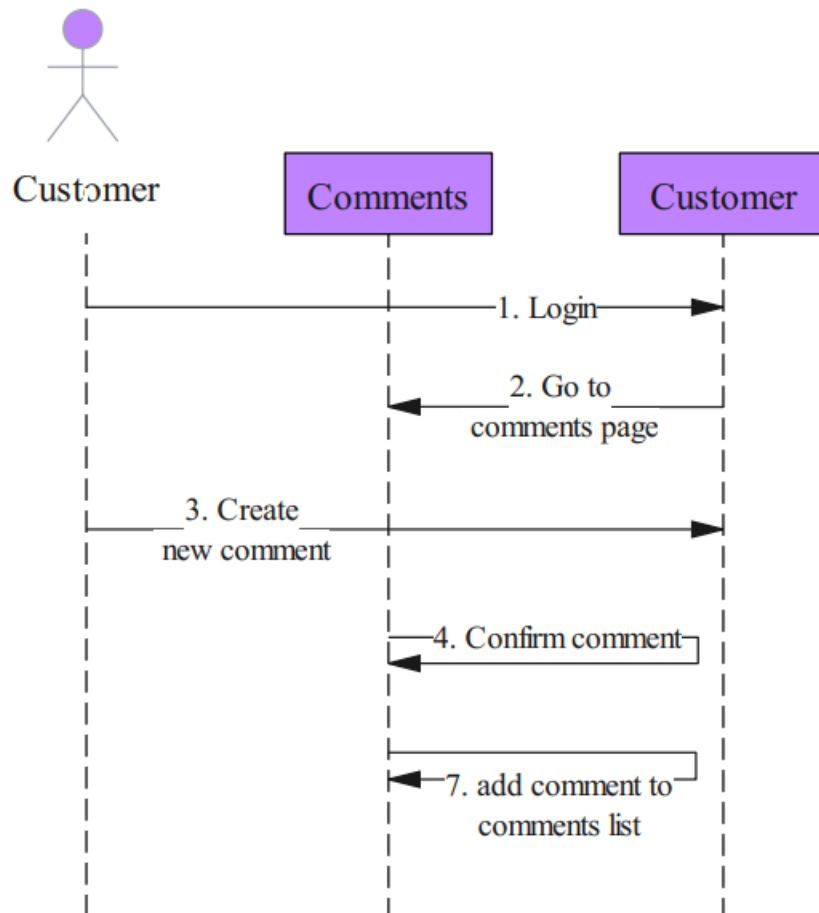 Customer
Comments
Customer
1. Login
2. Go to
comments page
3. Create
new comment
4. Confirm comment
7. add comment to
comments list